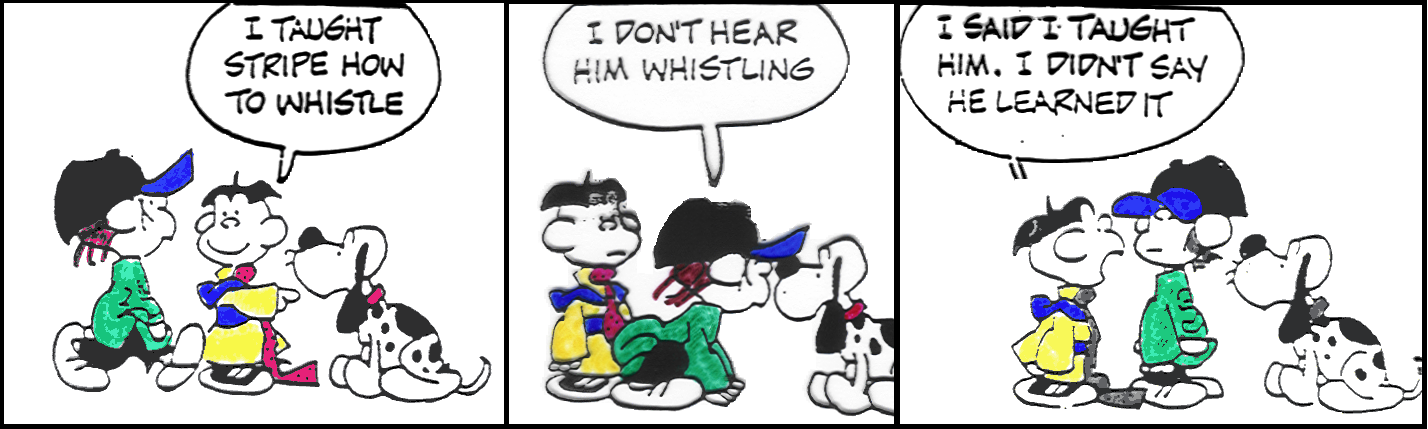 I TAUGHT
STRIPE HOW
TO WHISTLE
I DON'T HEAR
HIM WHISTLING
I SAID I TAUGHT
HIM. I DIDN'T SAY
HE LEARNED IT